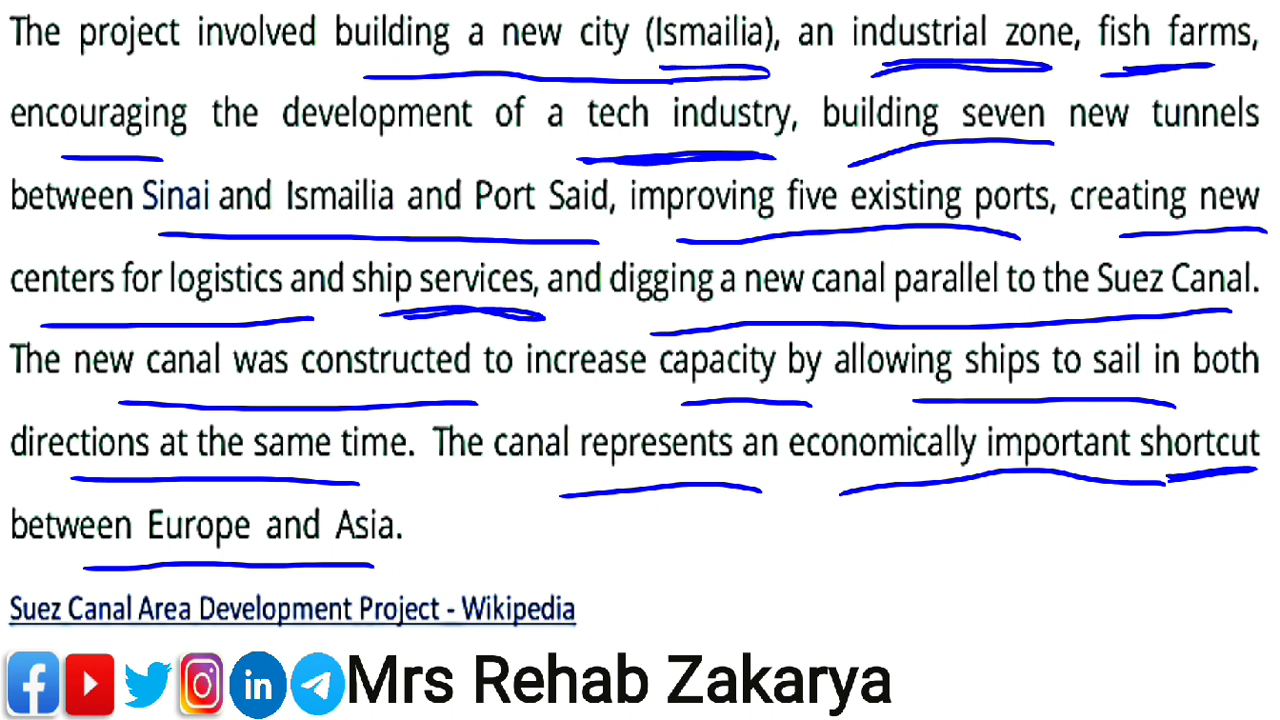 The project involved building a new city (Ismailia), an industrial zone, fish farms,
encouraging the development of a tech industry, building seven new tunnels
between Sinai and Ismailia and Port Said, improving five existing ports, creating new
centers for logistics and ship services, and digging a new canal parallel to the Suez Canal.
The new canal was constructed to increase capacity by allowing ships to sail in both
directions at the same time. The canal represents an economically important shortcut
between Europe and Asia.
Suez Canal Area Development Project - Wikipedia
Mrs Rehab Zakarya